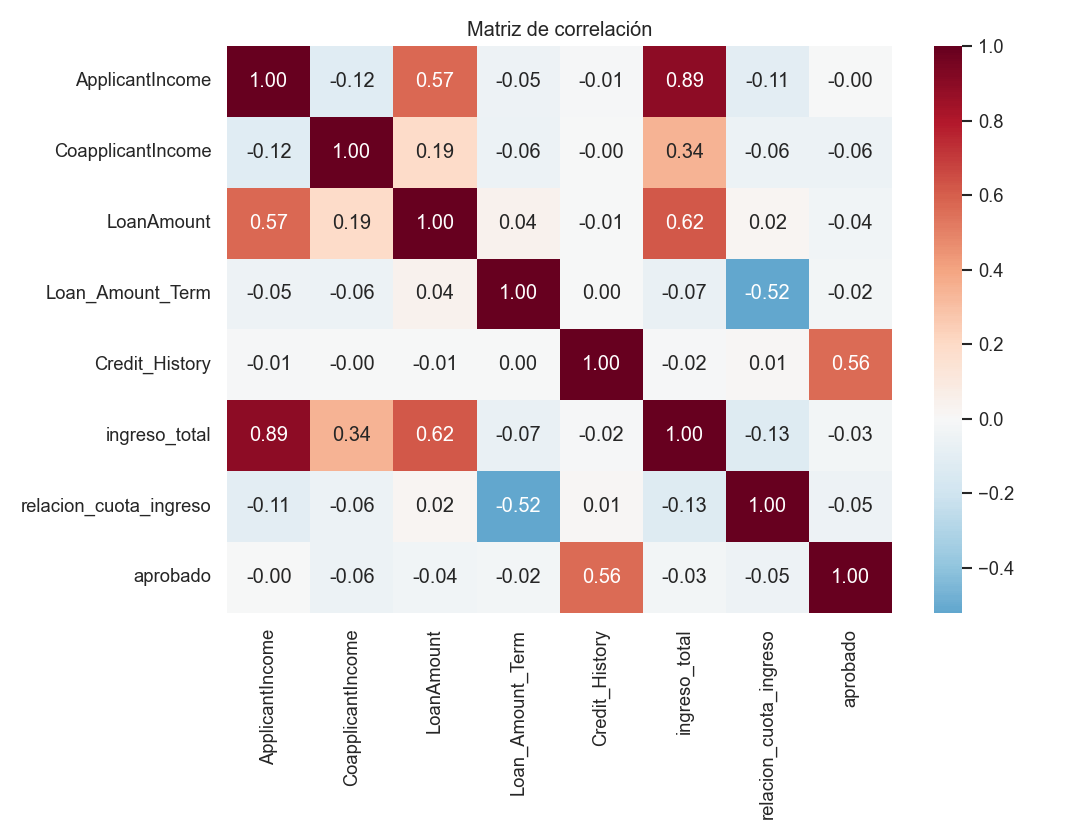 Matriz de correlación
ApplicantIncome 1.00 -0.12 0.57 -0.05 -0.01 0.89 -0.11 -0.00
CoapplicantIncome -0.12 1.00 0.19 -0.06 -0.00 0.34 -0.06 -0.06
LoanAmount 0.57 0.19 1.00 0.04 -0.01 0.62 0.02 -0.04
Loan_Amount_Term -0.05 -0.06 0.04 1.00 0.00 -0.07 -0.52 -0.02
Credit_History -0.01 -0.00 -0.01 0.00 1.00 -0.02 0.01 0.56
ingreso_total 0.89 0.34 0.62 -0.07 -0.02 1.00 -0.13 -0.03
relacion_cuota_ingreso -0.11 -0.06 0.02 -0.52 0.01 -0.13 1.00 -0.05
aprobado -0.00 -0.06 -0.04 -0.02 0.56 -0.03 -0.05 1.00
ApplicantIncome
CoapplicantIncome
LoanAmount
Loan_Amount_Term
Credit_History
ingreso_total
relacion_cuota_ingreso
aprobado
1.0
0.8
0.6
0.4
0.2
0.0
−0.2
−0.4